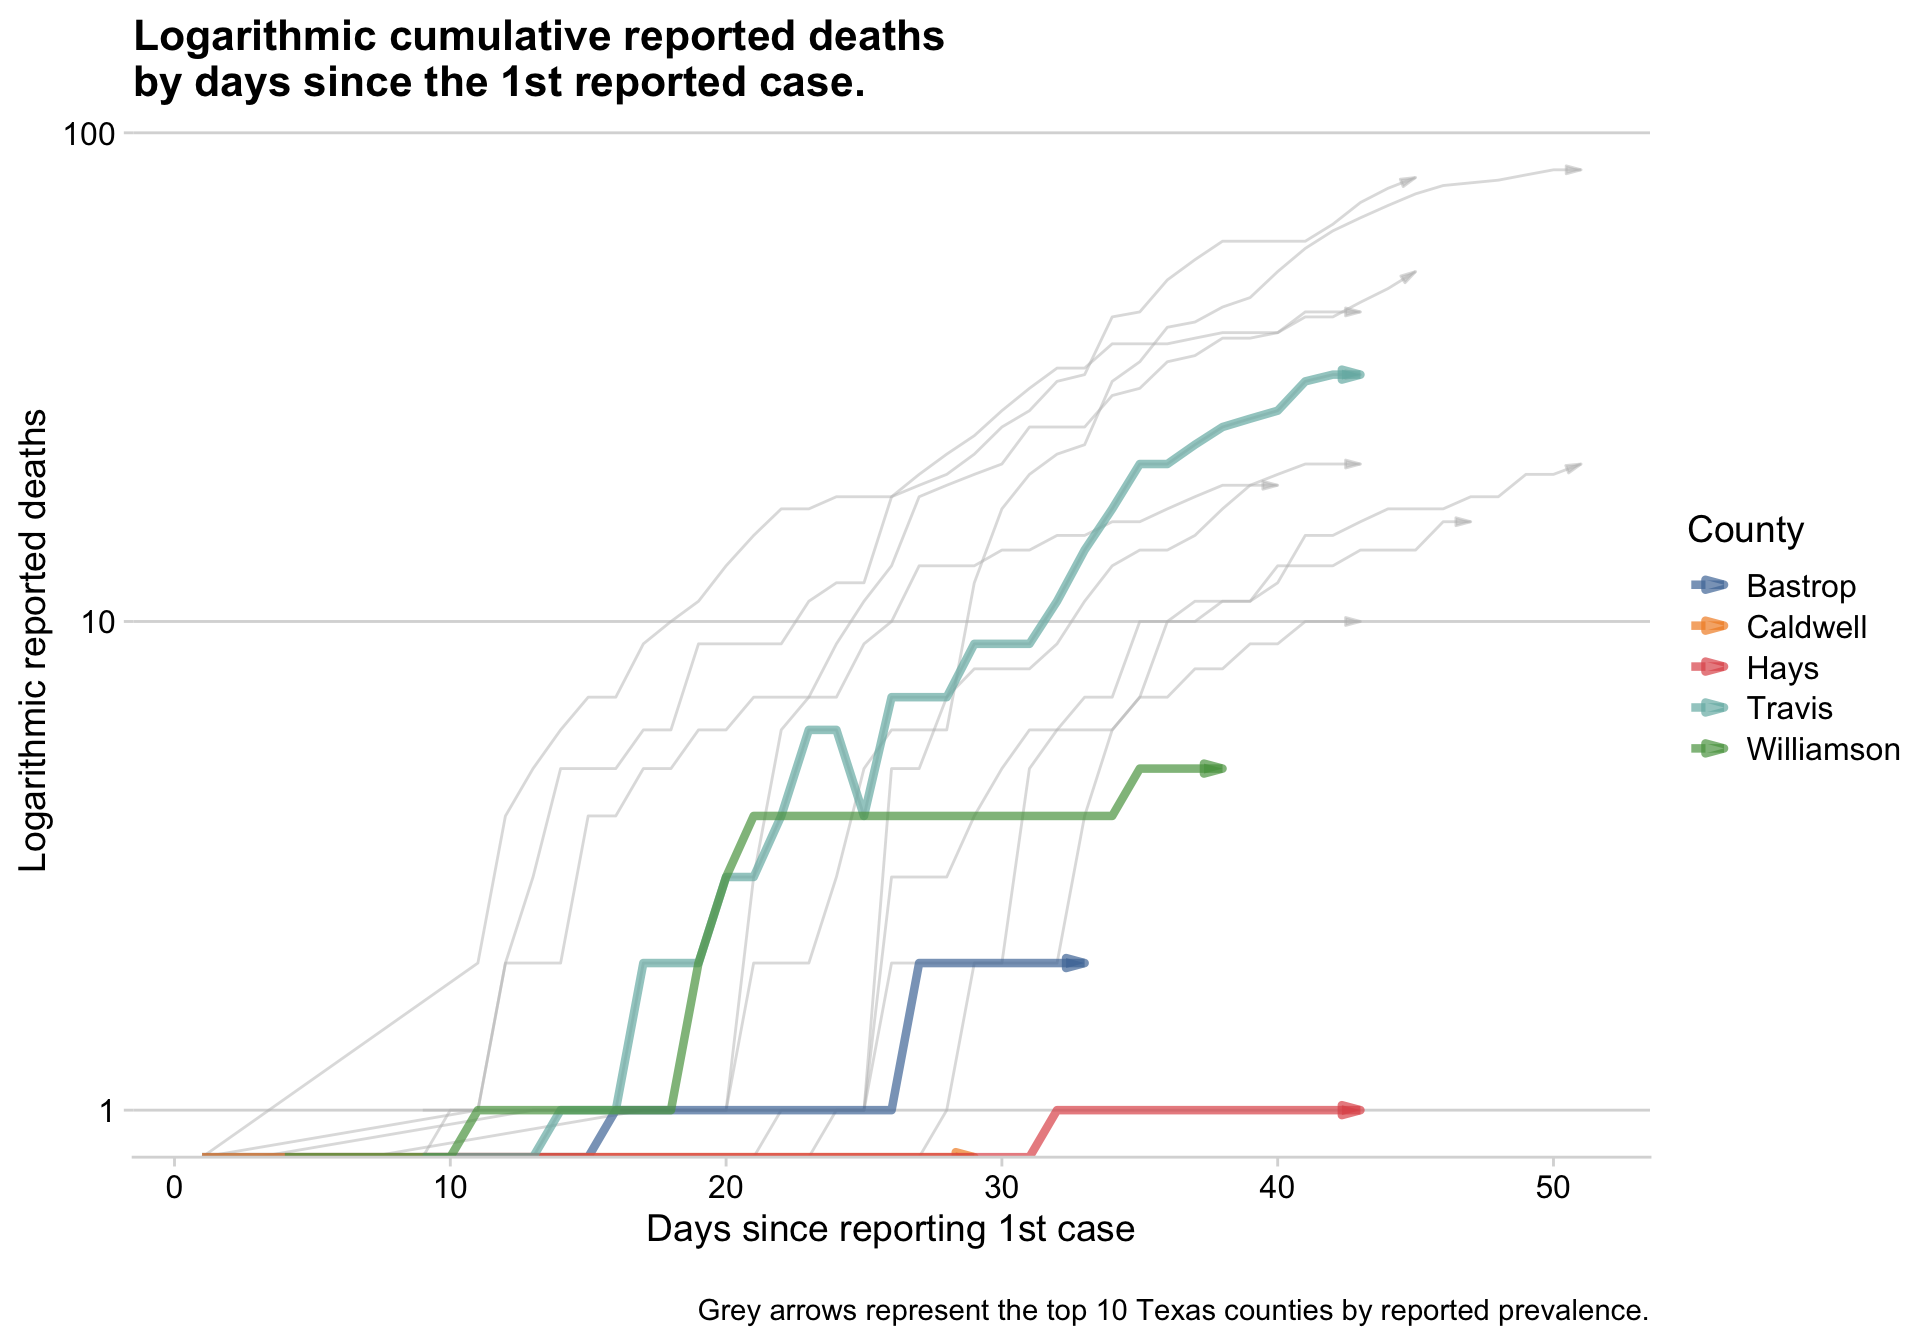 Logarithmic cumulative reported deaths
by days since the 1st reported case.
100
10
1
Logarithmic reported deaths
0 10 20 30 40 50
Days since reporting 1st case
County
Bastrop
Caldwell
Hays
Travis
Williamson
Grey arrows represent the top 10 Texas counties by reported prevalence.